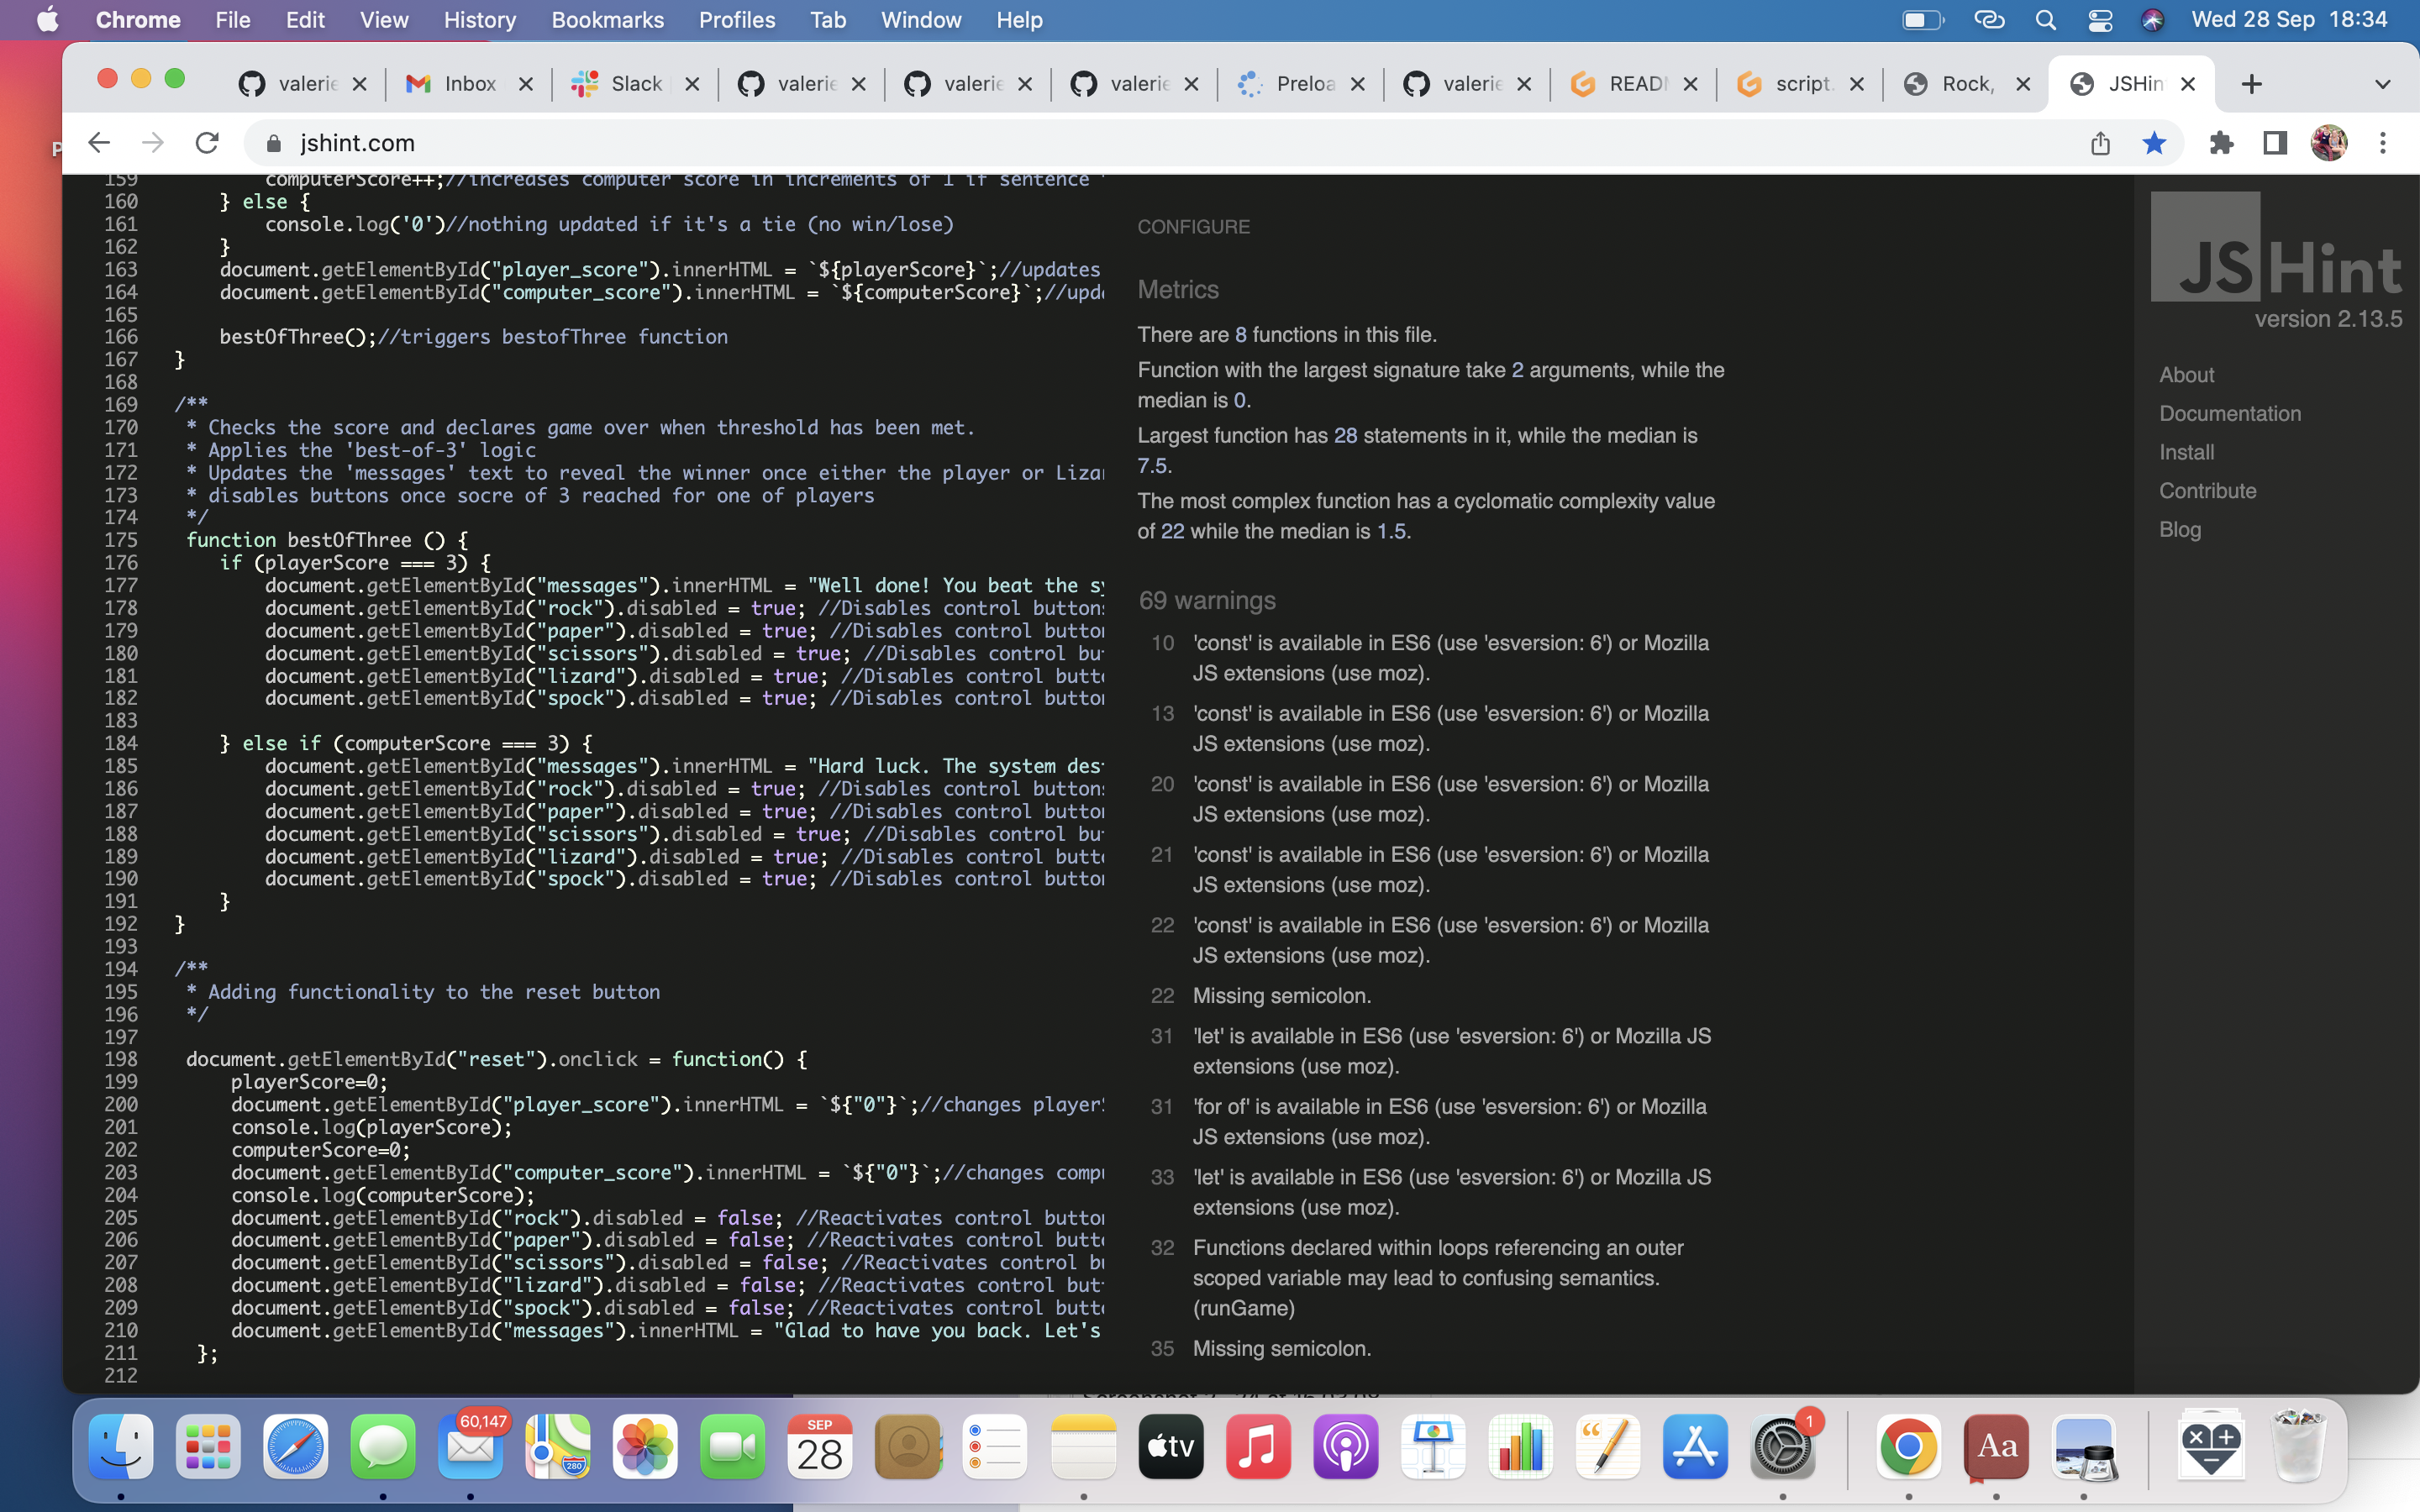 Chrome File Edit View History Bookmarks Profiles Tab Window Help Wed 28 Sep 18:34
valerie Inbox Slack valerie valerie valerie Preloa valerie READ script. Rock, JSHin
jshint.com
159 computerScore++;//increases computer score in increments of 1 if sentence
160 } else {
161 console.log('0')//nothing updated if it's a tie (no win/lose)
162 }
163 document.getElementById("player_score").innerHTML = `${playerScore}`;//updates
164 document.getElementById("computer_score").innerHTML = `${computerScore}`;//upda
165
166 bestOfThree();//triggers bestofThree function
167 }
168
169 /**
170 * Checks the score and declares game over when threshold has been met.
171 * Applies the 'best-of-3' logic
172 * Updates the 'messages' text to reveal the winner once either the player or Liza
173 * disables buttons once socre of 3 reached for one of players
174 */
175 function bestOfThree () {
176 if (playerScore === 3) {
177 document.getElementById("messages").innerHTML = "Well done! You beat the sy
178 document.getElementById("rock").disabled = true; //Disables control buttons
179 document.getElementById("paper").disabled = true; //Disables control button
180 document.getElementById("scissors").disabled = true; //Disables control but
181 document.getElementById("lizard").disabled = true; //Disables control butto
182 document.getElementById("spock").disabled = true; //Disables control button
183
184 } else if (computerScore === 3) {
185 document.getElementById("messages").innerHTML = "Hard luck. The system des
186 document.getElementById("rock").disabled = true; //Disables control buttons
187 document.getElementById("paper").disabled = true; //Disables control button
188 document.getElementById("scissors").disabled = true; //Disables control but
189 document.getElementById("lizard").disabled = true; //Disables control butto
190 document.getElementById("spock").disabled = true; //Disables control button
191 }
192 }
193
194 /**
195 * Adding functionality to the reset button
196 */
197
198 document.getElementById("reset").onclick = function() {
199 playerScore=0;
200 document.getElementById("player_score").innerHTML = `${"0"}`;//changes playerS
201 console.log(playerScore);
202 computerScore=0;
203 document.getElementById("computer_score").innerHTML = `${"0"}`;//changes compu
204 console.log(computerScore);
205 document.getElementById("rock").disabled = false; //Reactivates control button
206 document.getElementById("paper").disabled = false; //Reactivates control butto
207 document.getElementById("scissors").disabled = false; //Reactivates control bu
208 document.getElementById("lizard").disabled = false; //Reactivates control butt
209 document.getElementById("spock").disabled = false; //Reactivates control butto
210 document.getElementById("messages").innerHTML = "Glad to have you back. Let's
211 };
212
CONFIGURE
Metrics
There are 8 functions in this file.
Function with the largest signature take 2 arguments, while the
median is 0.
Largest function has 28 statements in it, while the median is
7.5.
The most complex function has a cyclomatic complexity value
of 22 while the median is 1.5.
69 warnings
10 'const' is available in ES6 (use 'esversion: 6') or Mozilla
JS extensions (use moz).
13 'const' is available in ES6 (use 'esversion: 6') or Mozilla
JS extensions (use moz).
20 'const' is available in ES6 (use 'esversion: 6') or Mozilla
JS extensions (use moz).
21 'const' is available in ES6 (use 'esversion: 6') or Mozilla
JS extensions (use moz).
22 'const' is available in ES6 (use 'esversion: 6') or Mozilla
JS extensions (use moz).
22 Missing semicolon.
31 'let' is available in ES6 (use 'esversion: 6') or Mozilla JS
extensions (use moz).
31 'for of' is available in ES6 (use 'esversion: 6') or Mozilla
JS extensions (use moz).
33 'let' is available in ES6 (use 'esversion: 6') or Mozilla JS
extensions (use moz).
32 Functions declared within loops referencing an outer
scoped variable may lead to confusing semantics.
(runGame)
35 Missing semicolon.
JSHint
version 2.13.5
About
Documentation
Install
Contribute
Blog
60,147
280
SEP
28
tv
1
Aa